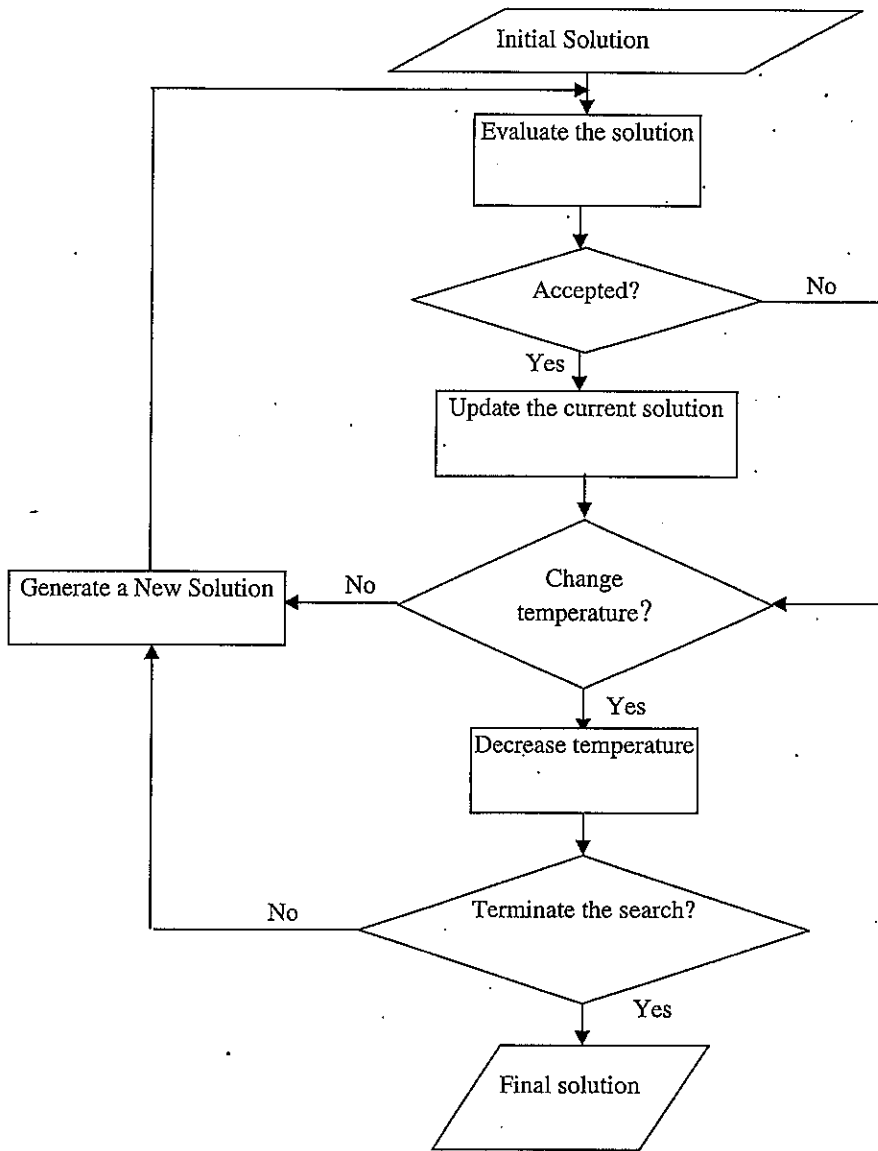 Initial Solution
Evaluate the solution
Accepted?
No
Yes
Update the current solution
Generate a New Solution
No
Change
temperature?
Yes
Decrease temperature
No
Terminate the search?
Yes
Final solution